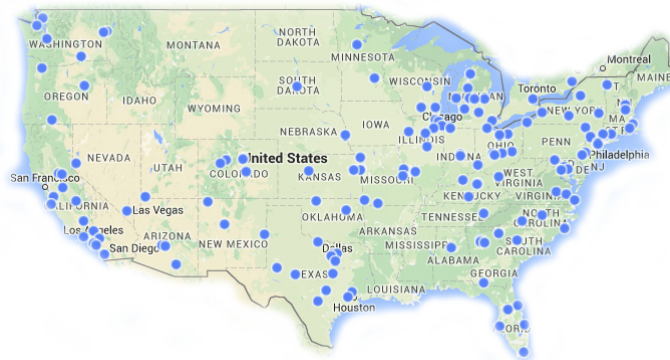 NORTH
DAKOTA
Montreal
WASHINGTON
MONTANA
MINNESOTA
MAINE
SOUTH
DAKOTA
WISCONSIN
Toronto
OREGON
IDAHO
WYOMING
Chicago
NEW YORK
IOWA
NEBRASKA
ILLINOIS
OHIO
PENN
Philadelphia
NEVADA
United States
INDIANA
DE NJ
UTAH
COLORADO
KANSAS
MISSOURI
WEST
VIRGINIA
San Francisco
KENTUCKY
VIRGINIA
CALIFORNIA
Las Vegas
OKLAHOMA
TENNESSEE
NORTH
CAROLINA
Los Angeles
ARIZONA
ARKANSAS
San Diego
NEW MEXICO
Dallas
MISSISSIPPI
SOUTH
CAROLINA
ALABAMA
TEXAS
GEORGIA
LOUISIANA
Houston